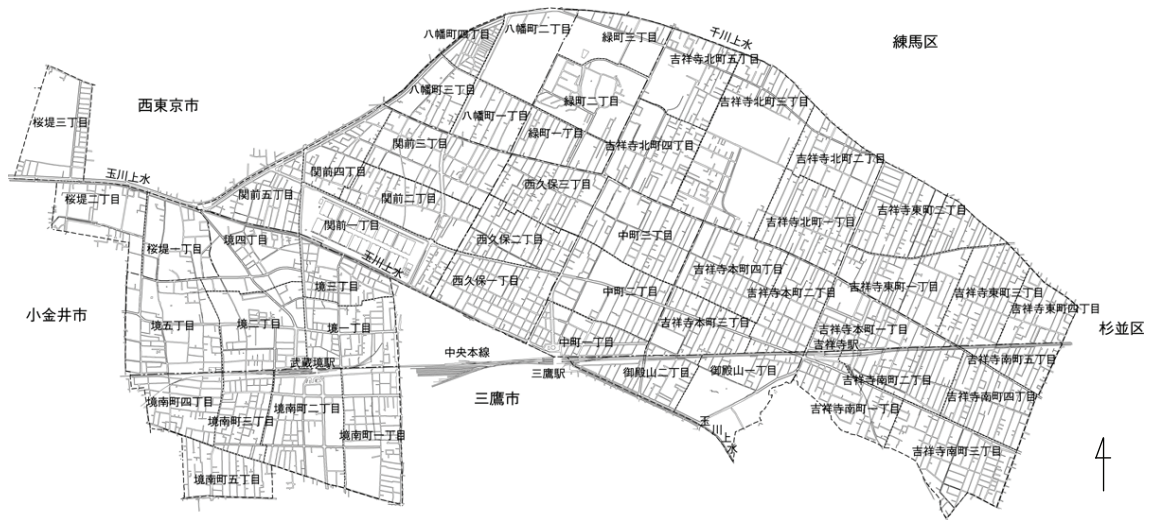 八幡町四丁目
八幡町二丁目
緑町三丁目
千川上水
練馬区
吉祥寺北町五丁目
八幡町三丁目
緑町二丁目
吉祥寺北町三丁目
西東京市
桜堤三丁目
八幡町一丁目
緑町一丁目
関前三丁目
吉祥寺北町四丁目
吉祥寺北町二丁目
玉川上水
関前四丁目
西久保三丁目
関前五丁目
関前二丁目
桜堤二丁目
吉祥寺東町二丁目
関前一丁目
吉祥寺北町一丁目
桜堤一丁目
境四丁目
西久保二丁目
中町三丁目
玉川上水
吉祥寺本町四丁目
西久保一丁目
境三丁目
中町二丁目
吉祥寺本町二丁目
吉祥寺東町一丁目
吉祥寺東町三丁目
吉祥寺東町四丁目
小金井市
境五丁目
境二丁目
境一丁目
吉祥寺本町三丁目
吉祥寺本町一丁目
杉並区
中町一丁目
吉祥寺駅
武蔵境駅
中央本線
三鷹駅
吉祥寺南町五丁目
御殿山二丁目
御殿山一丁目
吉祥寺南町二丁目
三鷹市
吉祥寺南町四丁目
境南町四丁目
境南町二丁目
吉祥寺南町一丁目
境南町三丁目
玉川上水
境南町一丁目
吉祥寺南町三丁目
境南町五丁目